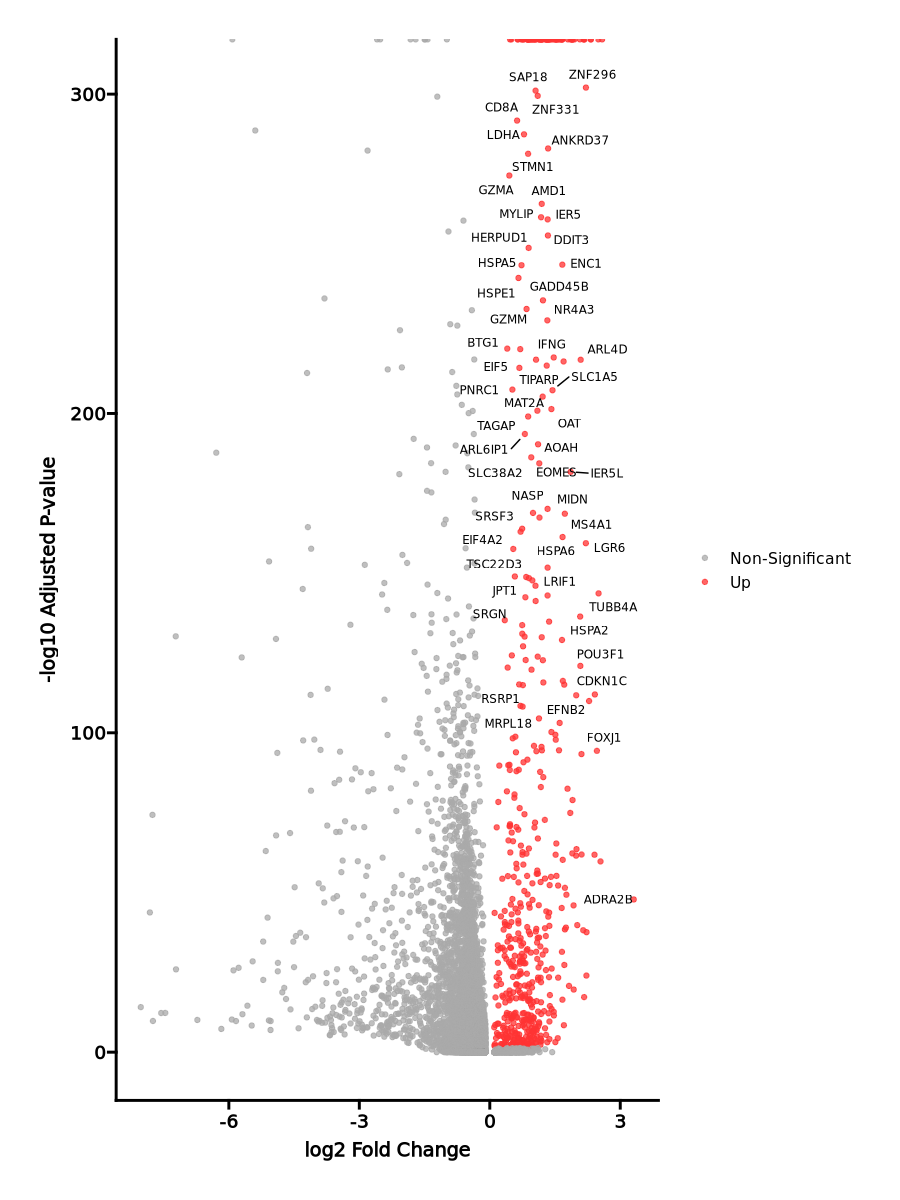 SAP18 ZNF296
300
CD8A ZNF331
LDHA ANKRD37
STMN1
GZMA AMD1
MYLIP IER5
HERPUD1 DDIT3
HSPA5 ENC1
GADD45B
HSPE1
GZMM NR4A3
BTG1 IFNG ARL4D
EIF5
TIPARP SLC1A5
PNRC1
MAT2A
200
TAGAP OAT
ARL6IP1 AOAH
SLC38A2 EOMES IER5L
NASP MIDN
SRSF3 MS4A1
EIF4A2 HSPA6 LGR6
TSC22D3
JPT1 LRIF1
SRGN TUBB4A
HSPA2
POU3F1
CDKN1C
RSRP1 EFNB2
MRPL18
100
FOXJ1
ADRA2B
0
-log10 Adjusted P-value
-6 -3 0 3
log2 Fold Change
Non-Significant
Up